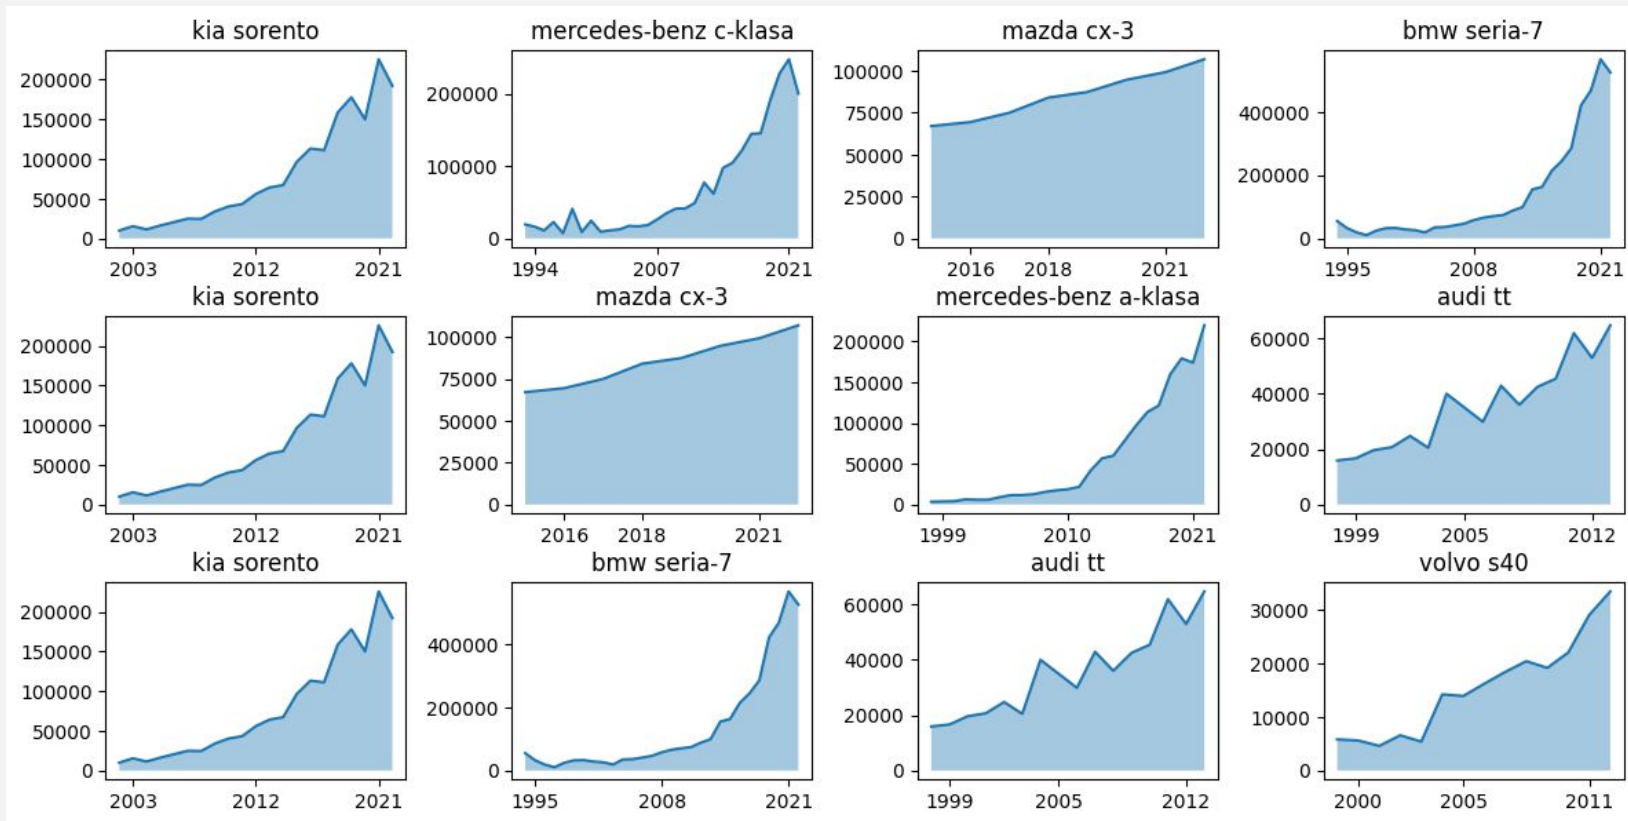 kia sorento
mercedes-benz c-klasa
mazda cx-3
bmw seria-7
200000
150000
100000
50000
0
2003 2012 2021
200000
100000
0
1994 2007 2021
100000
75000
50000
25000
0
2016 2018 2021
400000
200000
0
1995 2008 2021
kia sorento
mazda cx-3
mercedes-benz a-klasa
audi tt
200000
150000
100000
50000
0
2003 2012 2021
100000
75000
50000
25000
0
2016 2018 2021
200000
150000
100000
50000
0
1999 2010 2021
60000
40000
20000
0
1999 2005 2012
kia sorento
bmw seria-7
audi tt
volvo s40
200000
150000
100000
50000
0
2003 2012 2021
400000
200000
0
1995 2008 2021
60000
40000
20000
0
1999 2005 2012
30000
20000
10000
0
2000 2005 2011